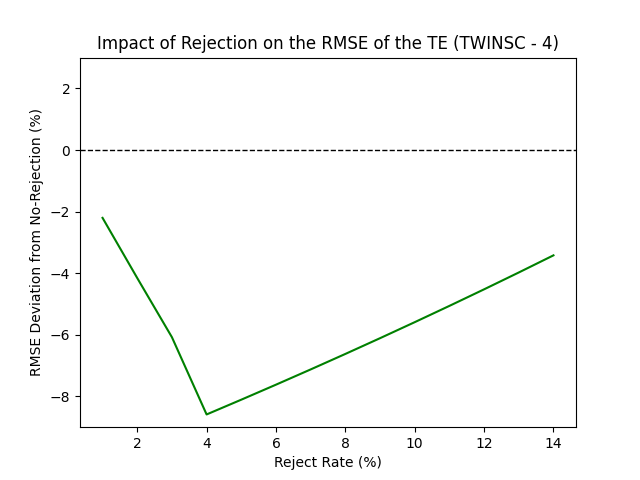 Impact of Rejection on the RMSE of the TE (TWINSC - 4)
RMSE Deviation from No-Rejection (%)
2
0
−2
−4
−6
−8
2 4 6 8 10 12 14
Reject Rate (%)